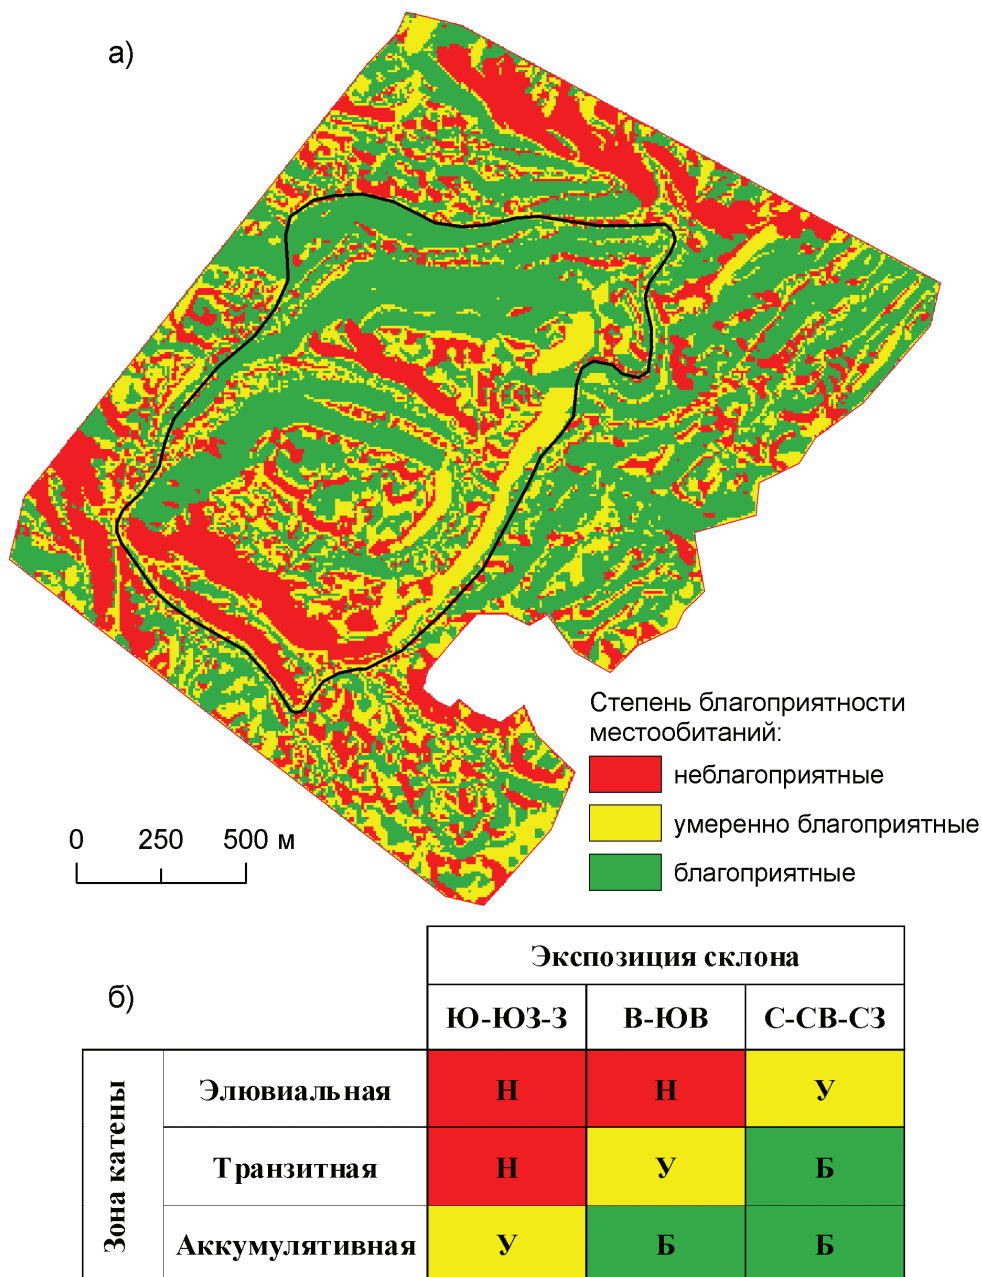 а)
Степень благоприятности
местообитаний:
неблагоприятные
умеренно благоприятные
благоприятные
0 250 500 м
б)
Экспозиция склона
Ю-ЮЗ-З В-ЮВ С-СВ-СЗ
Зона катены
Элювиальная Н Н У
Транзитная Н У Б
Аккумулятивная У Б Б